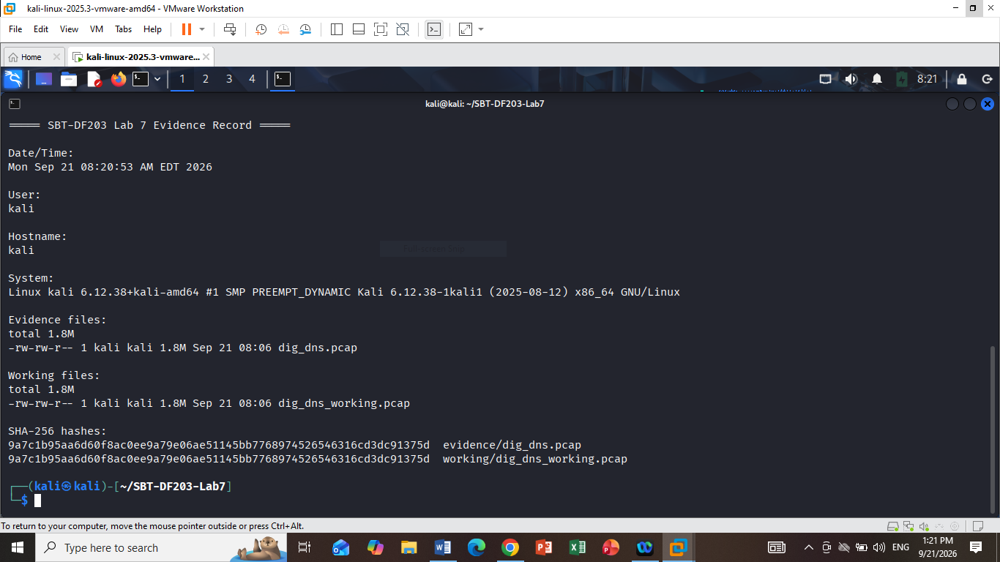 kali-linux-2025.3-vmware-amd64 - VMware Workstation
File Edit View VM Tabs Help
Home kali-linux-2025.3-vmware...
1 2 3 4 8:21
kali@kali: ~/SBT-DF203-Lab7
===== SBT-DF203 Lab 7 Evidence Record =====
Date/Time:
Mon Sep 21 08:20:53 AM EDT 2026
User:
kali
Hostname:
kali
System:
Linux kali 6.12.38+kali-amd64 #1 SMP PREEMPT_DYNAMIC Kali 6.12.38-1kali1 (2025-08-12) x86_64 GNU/Linux
Evidence files:
total 1.8M
-rw-rw-r-- 1 kali kali 1.8M Sep 21 08:06 dig_dns.pcap
Working files:
total 1.8M
-rw-rw-r-- 1 kali kali 1.8M Sep 21 08:06 dig_dns_working.pcap
SHA-256 hashes:
9a7c1b95aa6d60f8ac0ee9a79e06ae51145bb7768974526546316cd3dc91375d evidence/dig_dns.pcap
9a7c1b95aa6d60f8ac0ee9a79e06ae51145bb7768974526546316cd3dc91375d working/dig_dns_working.pcap
┌──(kali㉿kali)-[~/SBT-DF203-Lab7]
└─$
To return to your computer, move the mouse pointer outside or press Ctrl+Alt.
Type here to search
ENG
1:21 PM
9/21/2026